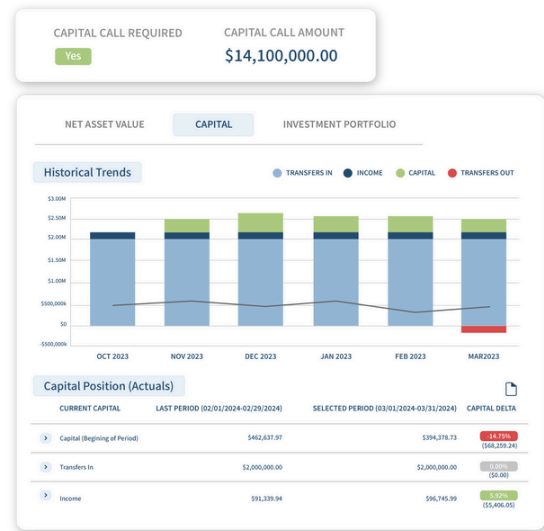 CAPITAL CALL REQUIRED CAPITAL CALL AMOUNT
Yes $14,100,000.00
NET ASSET VALUE CAPITAL INVESTMENT PORTFOLIO
Historical Trends TRANSFERS IN INCOME CAPITAL TRANSFERS OUT
$3.00M
$2.50M
$2.00M
$1.50M
$1.00M
$500,000k
$0
-$500,000k
OCT 2023 NOV 2023 DEC 2023 JAN 2023 FEB 2023 MAR2023
Capital Position (Actuals)
CURRENT CAPITAL LAST PERIOD (02/01/2024-02/29/2024) SELECTED PERIOD (03/01/2024-03/31/2024) CAPITAL DELTA
Capital (Begining of Period) $462,637.97 $394,378.73 -14.75%
($68,259.24)
Transfers In $2,000,000.00 $2,000,000.00 0.00%
($0.00)
Income $91,339.94 $96,745.99 5.92%
($5,406.05)